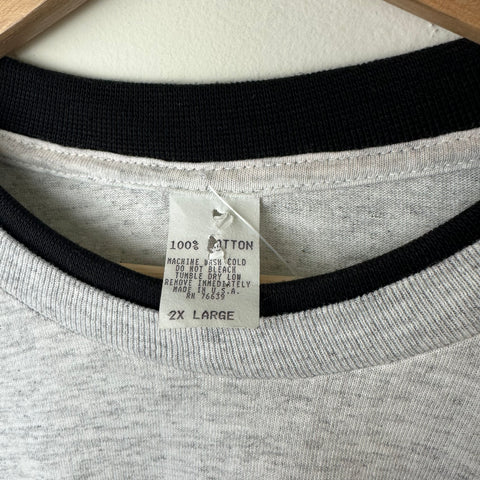 100% COTTON
MACHINE WASH COLD
DO NOT BLEACH
TUMBLE DRY LOW
REMOVE IMMEDIATELY
MADE IN U.S.A.
RN 76639
2X LARGE